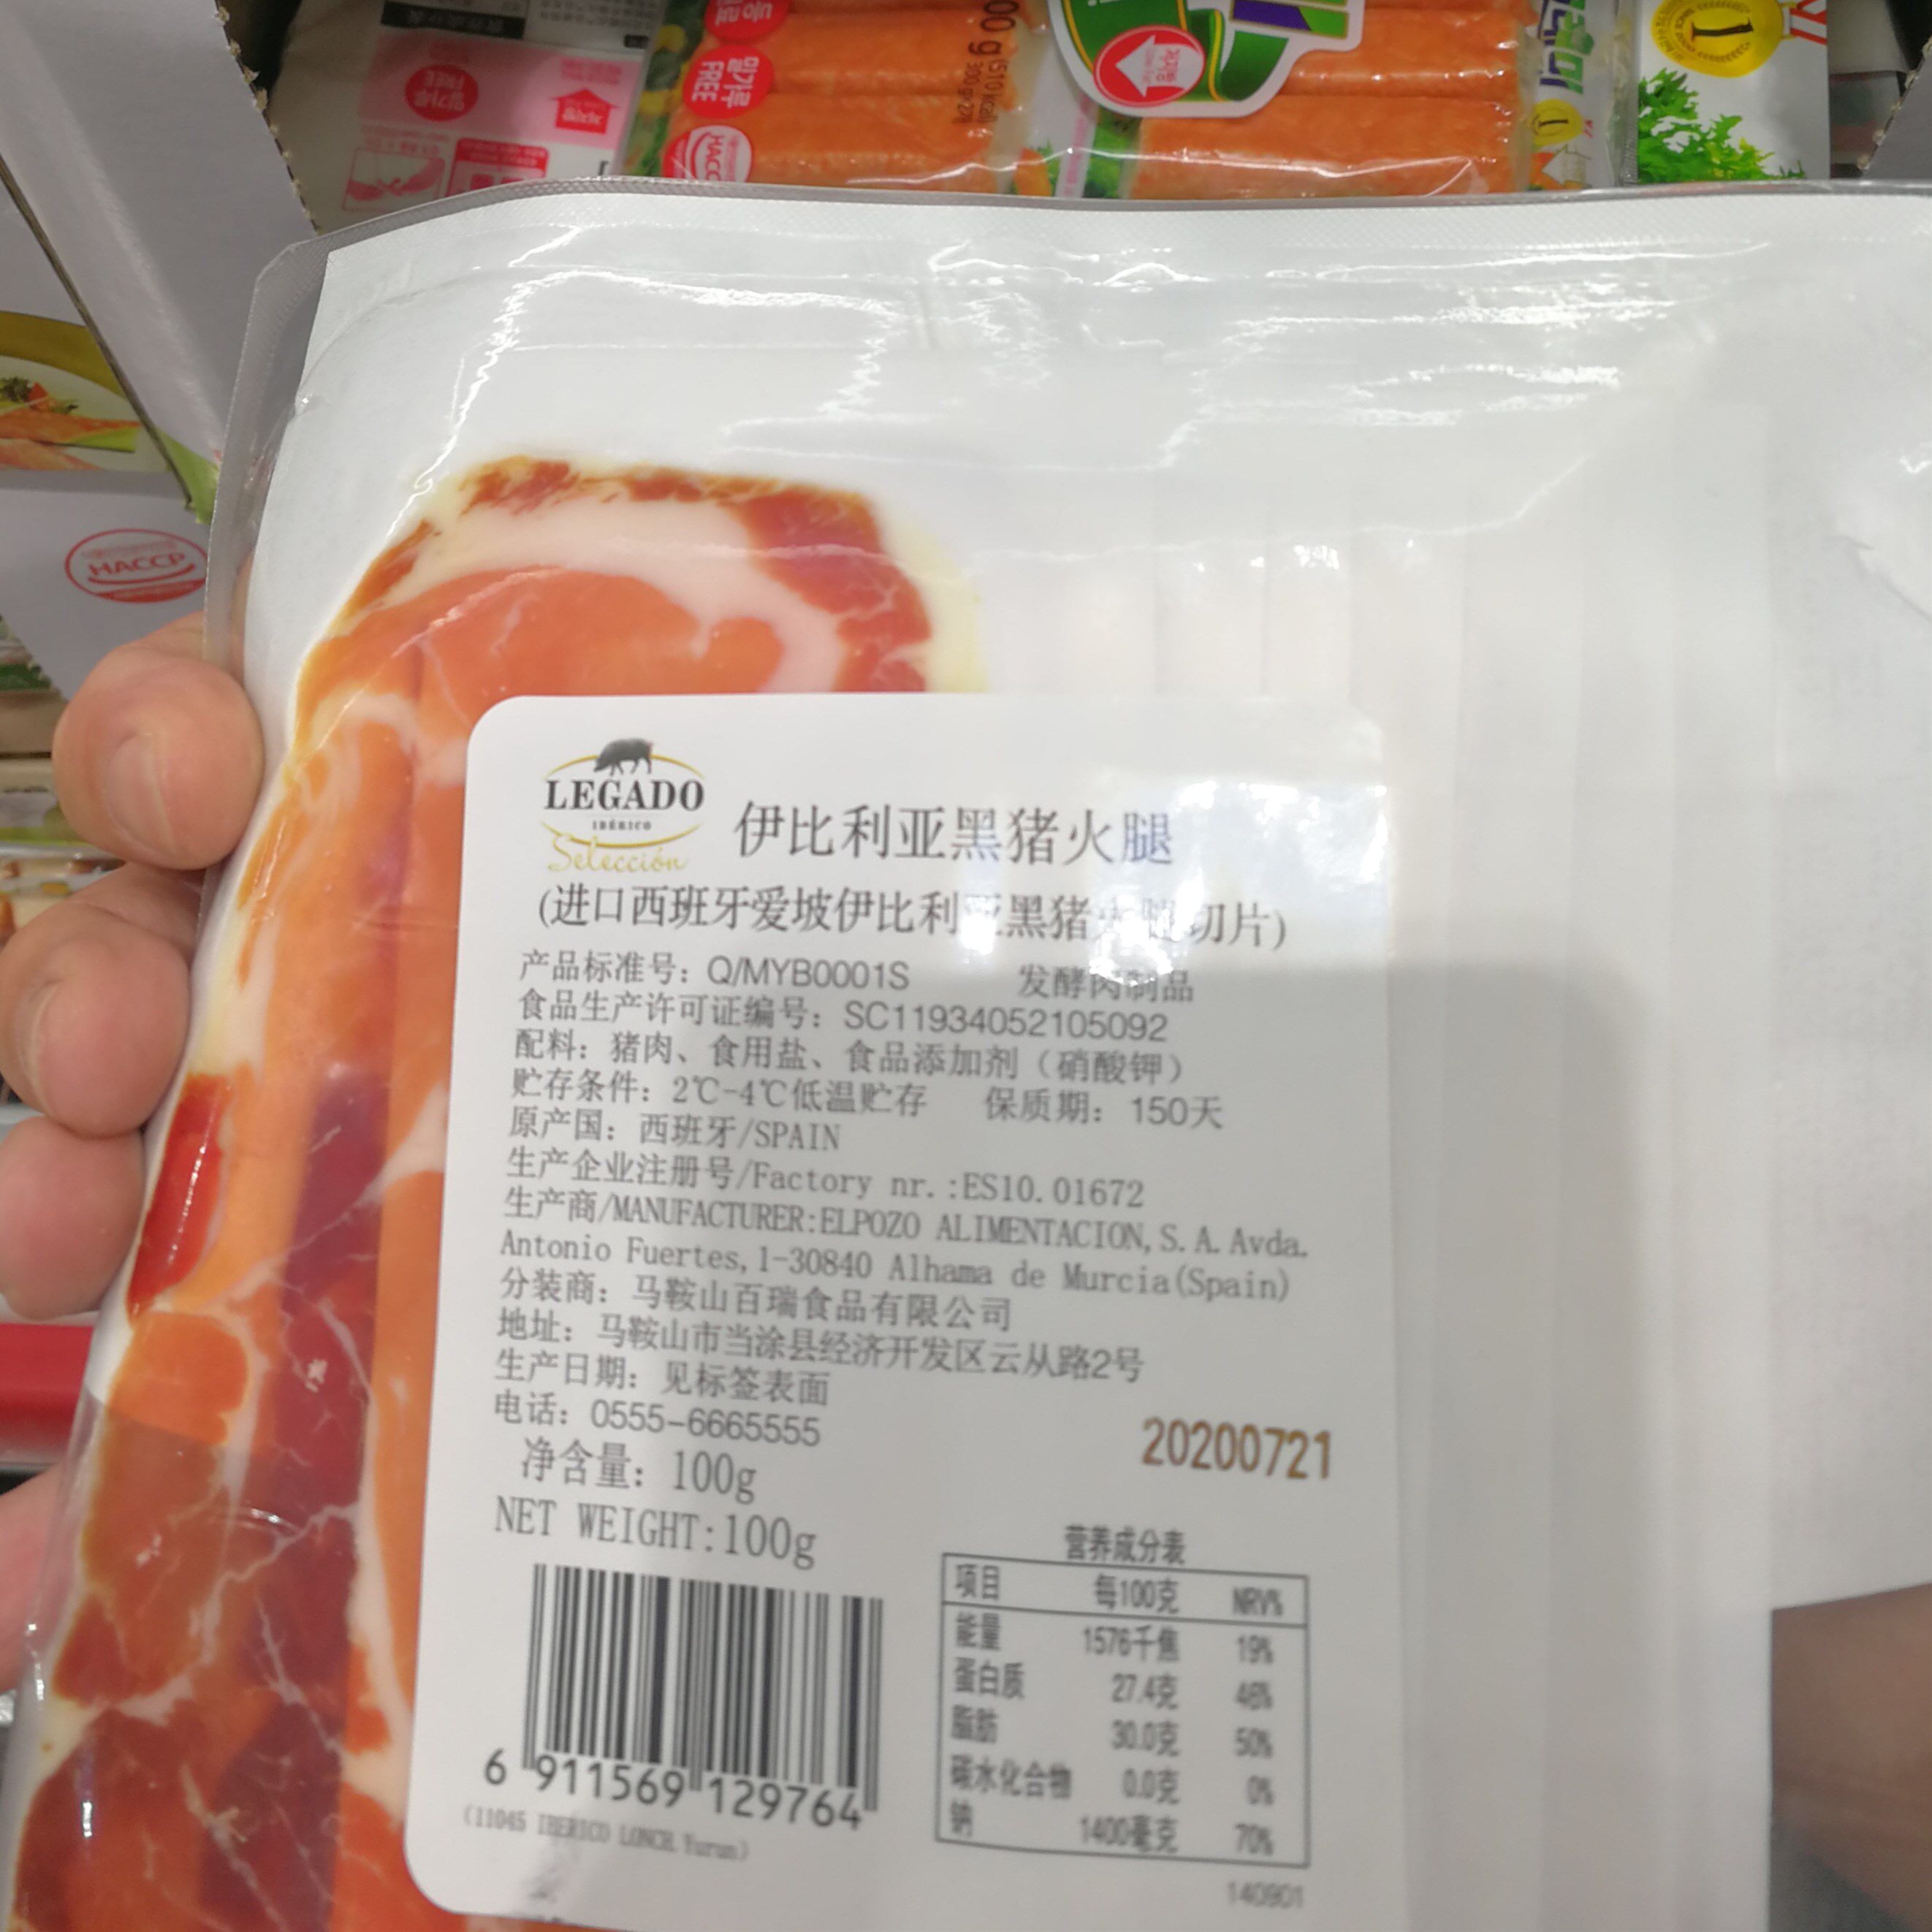 밀가루
FREE
HACCP
LEGADO
IBÉRICO
Selección
伊比利亚黑猪火腿
(进口西班牙爱坡伊比利亚黑猪火腿切片)
产品标准号：Q/MYB0001S 发酵肉制品
食品生产许可证编号：SC11934052105092
配料：猪肉、食用盐、食品添加剂（硝酸钾）
贮存条件：2℃-4℃低温贮存 保质期：150天
原产国：西班牙/SPAIN
生产企业注册号/Factory nr.:ES10.01672
生产商/MANUFACTURER:ELPOZO ALIMENTACION,S.A.Avda.
Antonio Fuertes,1-30840 Alhama de Murcia(Spain)
分装商：马鞍山百瑞食品有限公司
地址：马鞍山市当涂县经济开发区云从路2号
生产日期：见标签表面
电话：0555-6665555
20200721
净含量：100g
NET WEIGHT:100g
营养成分表
项目 每100克 NRV%
能量 1576千焦 19%
蛋白质 27.4克 46%
脂肪 30.0克 50%
碳水化合物 0.0克 0%
钠 1400毫克 70%
6 911569 129764
(11045 IBERICO LONCH. Yurun)
140901